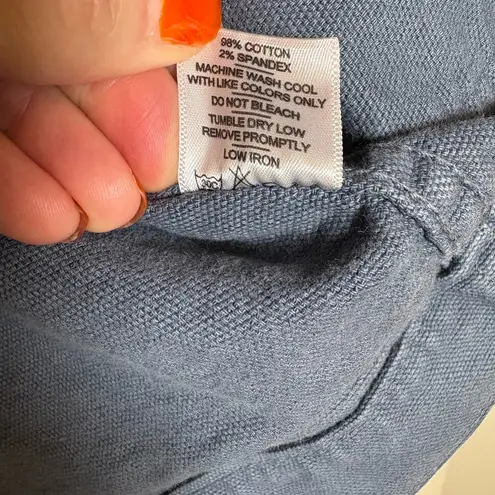 98% COTTON
2% SPANDEX
MACHINE WASH COOL
WITH LIKE COLORS ONLY
DO NOT BLEACH
TUMBLE DRY LOW
REMOVE PROMPTLY
LOW IRON
30C